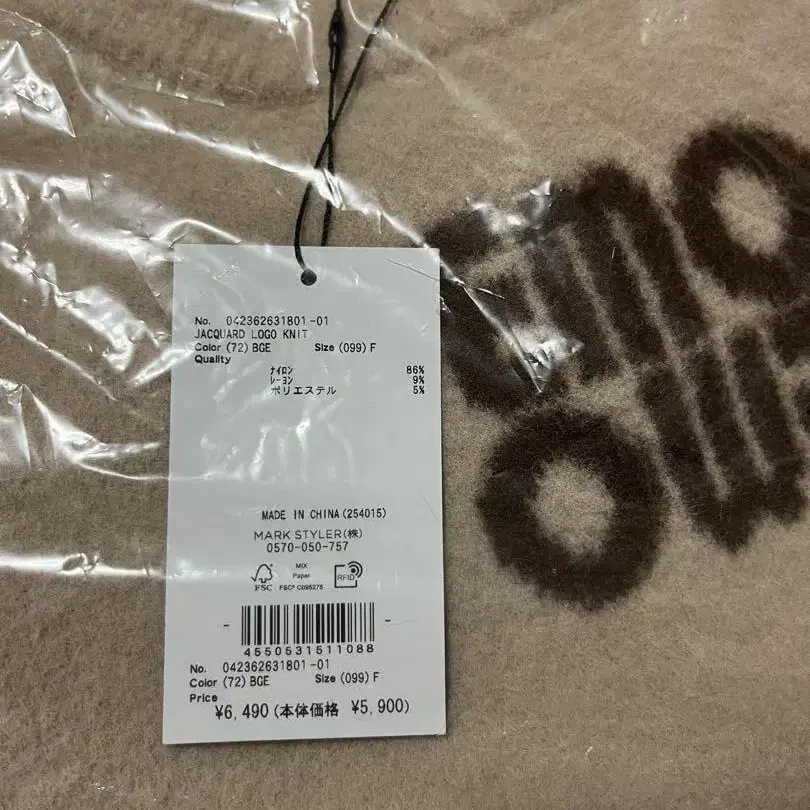 No. 042362631801-01
JACQUARD LOGO KNIT
Color (72) BGE Size (099) F
Quality
ナイロン 86%
レーヨン 9%
ポリエステル 5%
MADE IN CHINA (254015)
MARK STYLER(株)
0570-050-757
FSC
MIX
Paper
FSC® C095275
RFID
4550531511088
No. 042362631801-01
Color (72) BGE Size (099) F
Price
¥6,490 (本体価格 ¥5,900)